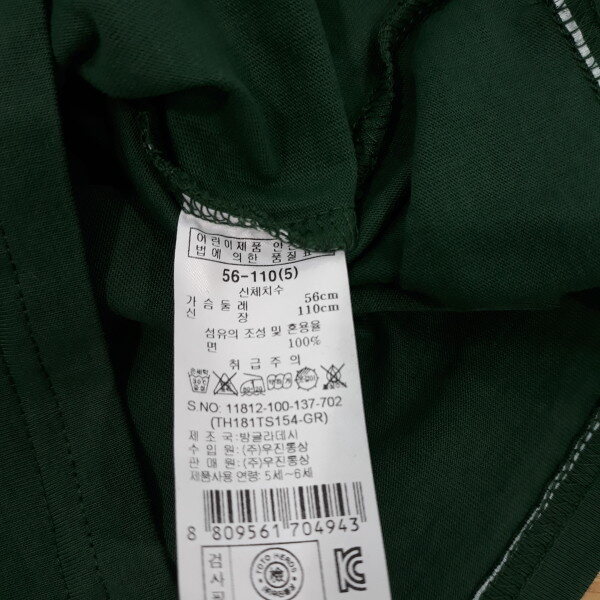 어린이제품 안
법에 의한 품질표
56-110(5)
신체치수
가슴둘레 56cm
신 장 110cm
섬유의 조성 및 혼용율
면 100%
취급주의
S.NO: 11812-100-137-702
(TH181TS154-GR)
제 조 국: 방글라데시
수 입 원: (주)우진통상
판 매 원: (주)우진통상
제품사용 연령: 5세~6세
8 809561 704943
검사필
TOTO HEROS